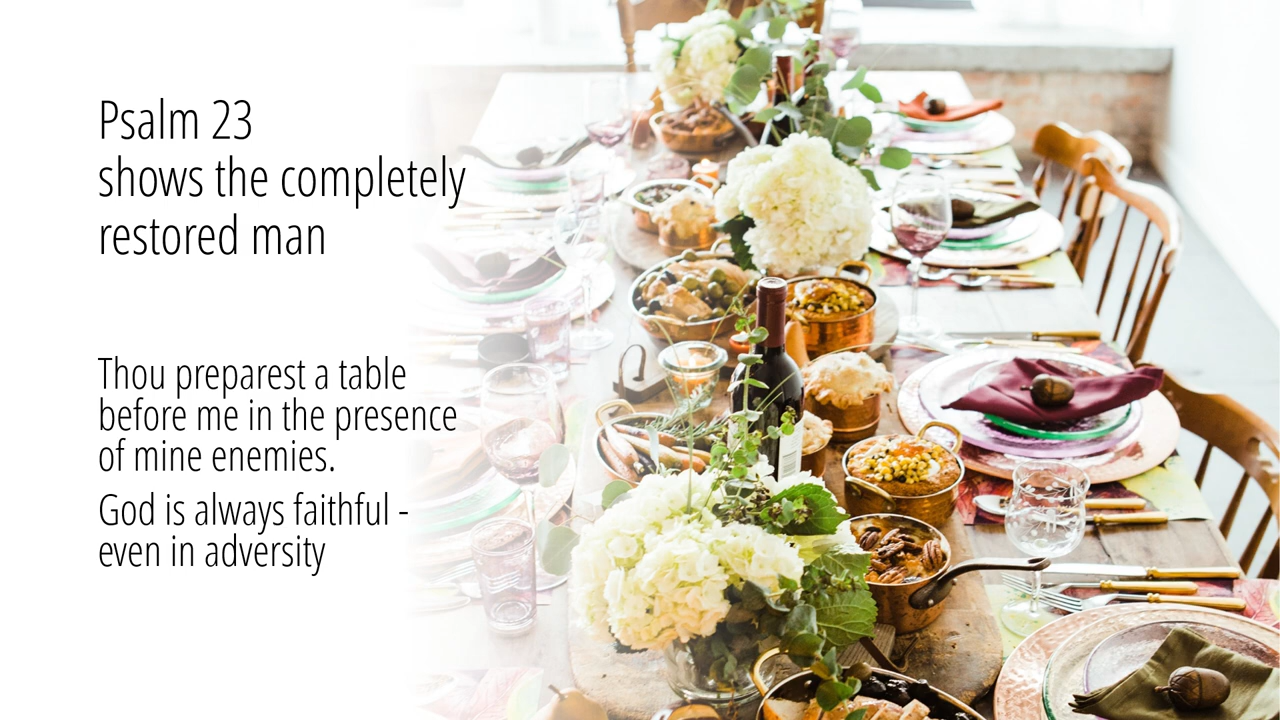 Psalm 23
shows the completely
restored man
Thou preparest a table
before me in the presence
of mine enemies.
God is always faithful -
even in adversity